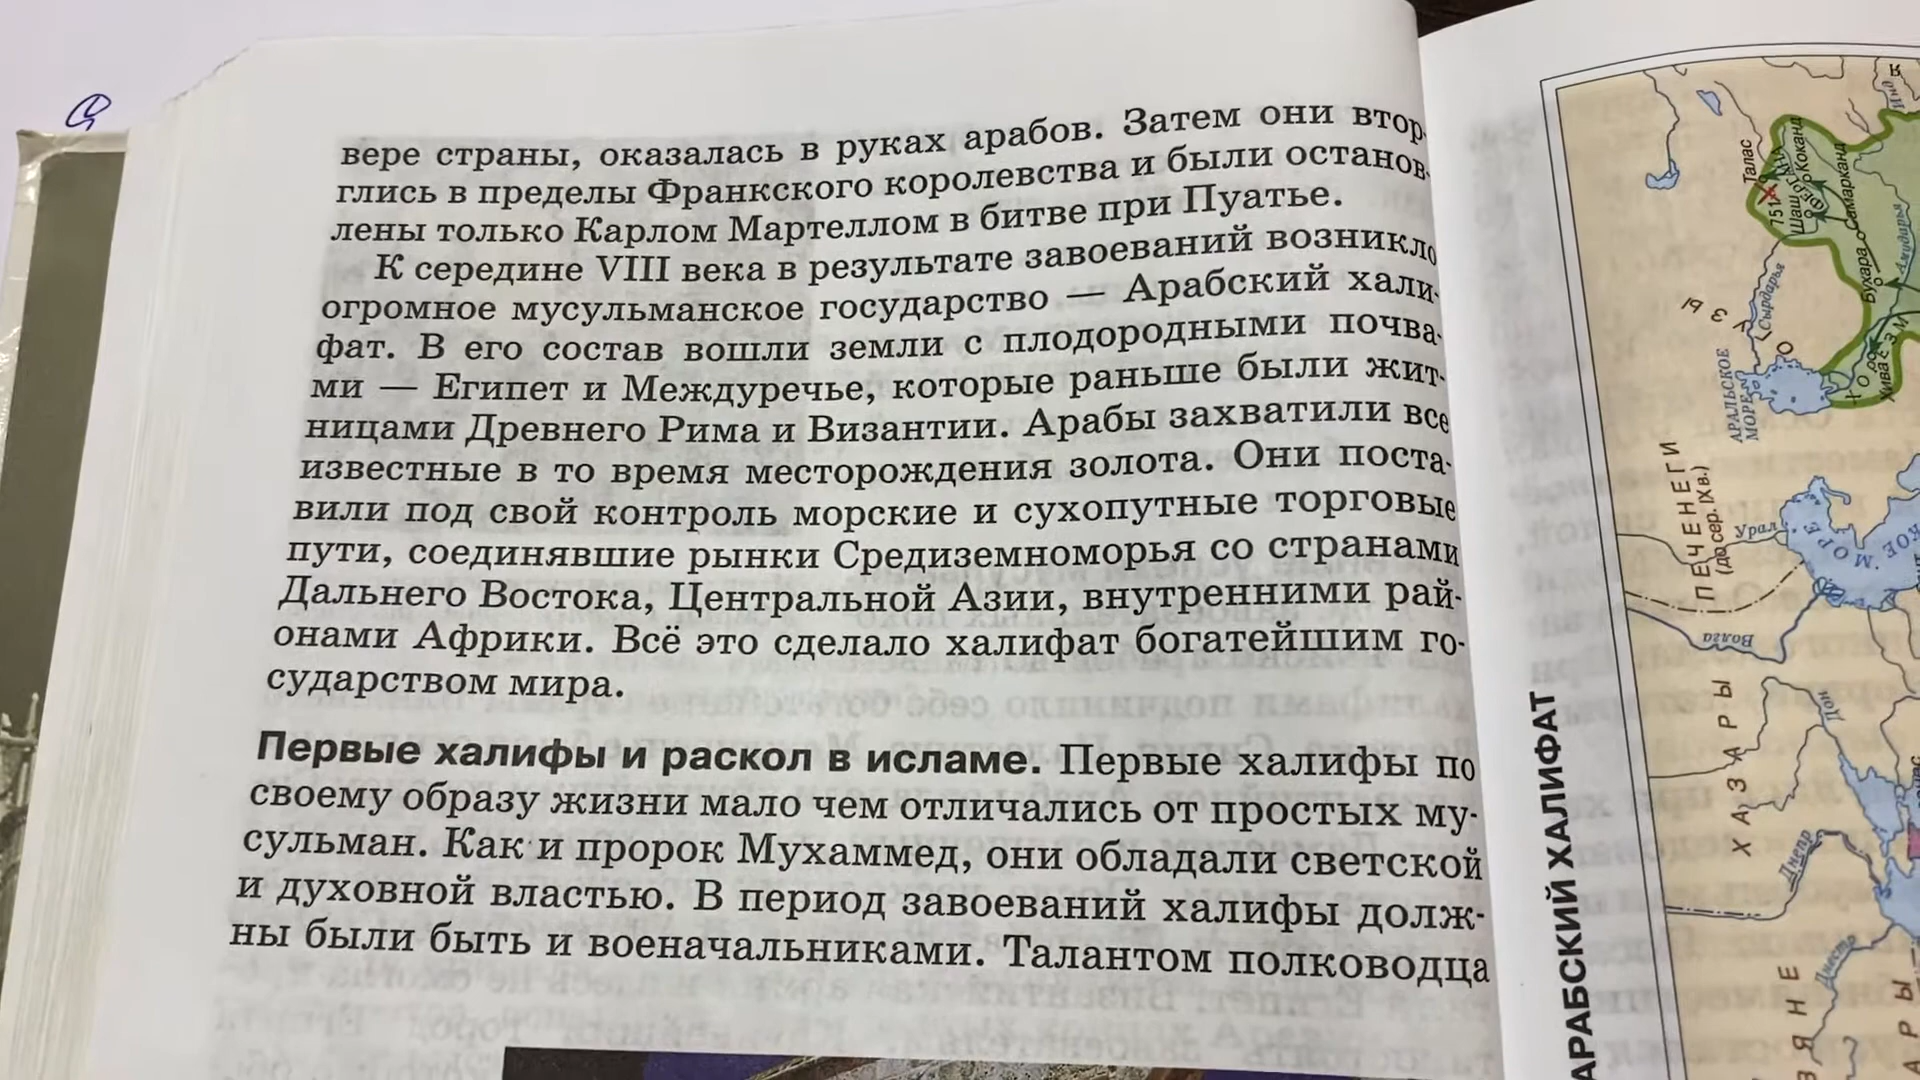 вере страны, оказалась в руках арабов. Затем они втор-
глись в пределы Франкского королевства и были останов-
лены только Карлом Мартеллом в битве при Пуатье.
К середине VIII века в результате завоеваний возникло
огромное мусульманское государство — Арабский хали-
фат. В его состав вошли земли с плодородными почва-
ми — Египет и Междуречье, которые раньше были жит-
ницами Древнего Рима и Византии. Арабы захватили все
известные в то время месторождения золота. Они поста-
вили под свой контроль морские и сухопутные торговые
пути, соединявшие рынки Средиземноморья со странами
Дальнего Востока, Центральной Азии, внутренними рай-
онами Африки. Всё это сделало халифат богатейшим го-
сударством мира.
Первые халифы и раскол в исламе. Первые халифы по
своему образу жизни мало чем отличались от простых му-
сульман. Как и пророк Мухаммед, они обладали светской
и духовной властью. В период завоеваний халифы долж-
ны были быть и военачальниками. Талантом полководца
АРАБСКИЙ ХАЛИФАТ
Талас
751
Шаш
Коканд
Самарканд
Бухара
Амударья
Сырдарья
Хива
АРАЛЬСКОЕ
МОРЕ
ПЕЧЕНЕГИ
(до сер. IX в.)
Урал
МОРЕ
Волга
ХАЗАРЫ
Дон
Днепр
Днестр